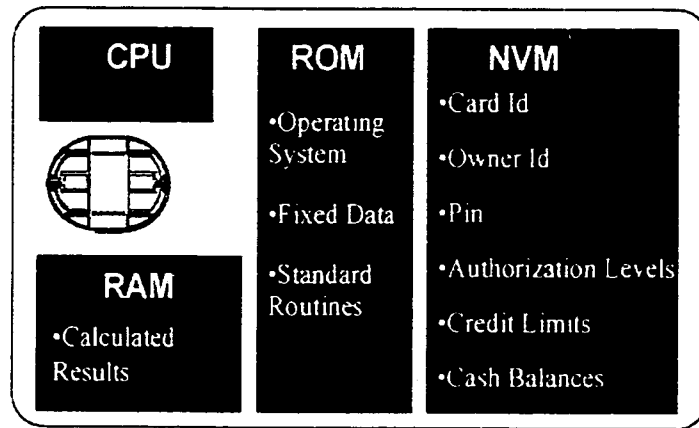 CPU
RAM
•Calculated
Results
ROM
•Operating
System
•Fixed Data
•Standard
Routines
NVM
•Card Id
•Owner Id
•Pin
•Authorization Levels
•Credit Limits
•Cash Balances